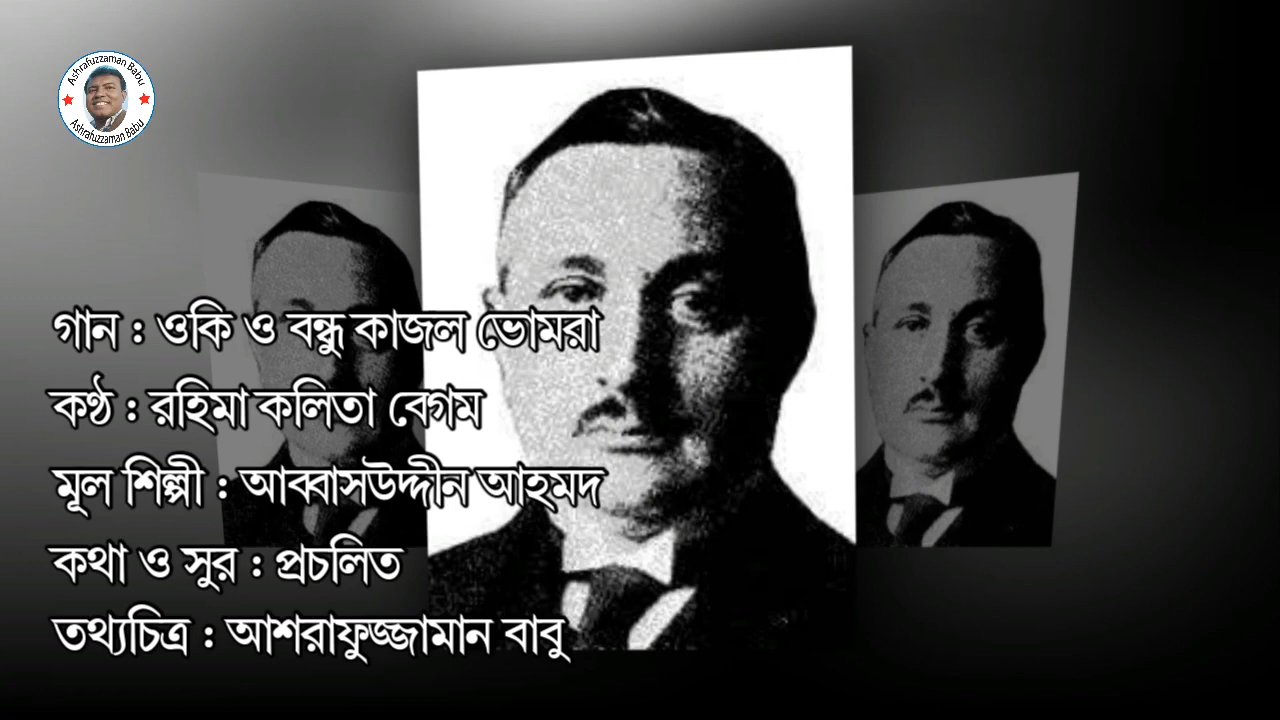 Ashrafuzzaman Babu
Ashrafuzzaman Babu
গান : ওকি ও বন্ধু কাজল ভোমরা
কণ্ঠ : রহিমা কলিতা বেগম
মূল শিল্পী : আব্বাসউদ্দীন আহমদ
কথা ও সুর : প্রচলিত
তথ্যচিত্র : আশরাফুজ্জামান বাবু